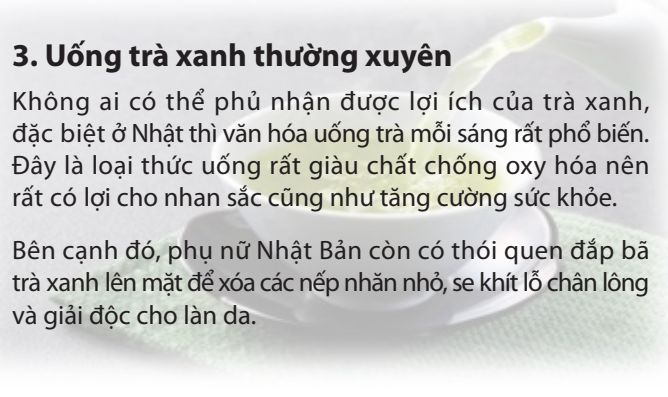 3. Uống trà xanh thường xuyên
Không ai có thể phủ nhận được lợi ích của trà xanh,
đặc biệt ở Nhật thì văn hóa uống trà mỗi sáng rất phổ biến.
Đây là loại thức uống rất giàu chất chống oxy hóa nên
rất có lợi cho nhan sắc cũng như tăng cường sức khỏe.
Bên cạnh đó, phụ nữ Nhật Bản còn có thói quen đắp bã
trà xanh lên mặt để xóa các nếp nhăn nhỏ, se khít lỗ chân lông
và giải độc cho làn da.